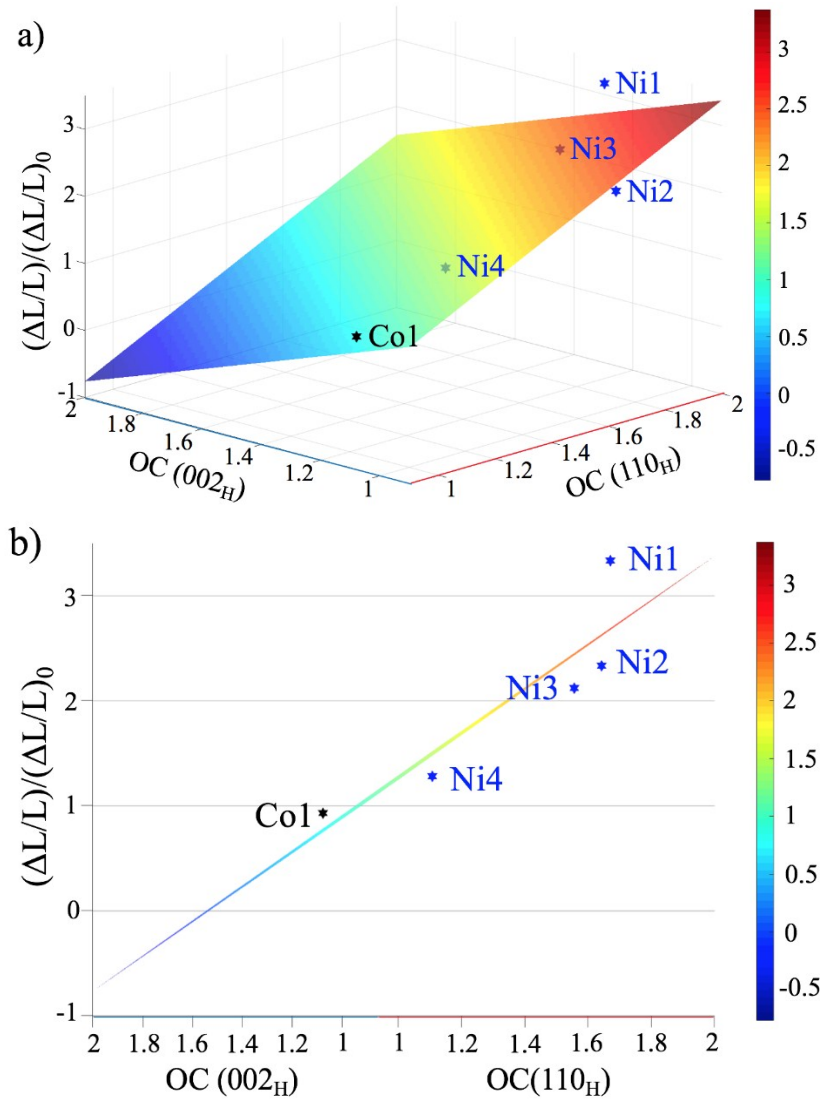 a)
3
2
1
0
-1
(ΔL/L)/(ΔL/L)₀
Ni1
Ni3
Ni2
Ni4
Co1
2
1.8
1.6
1.4
1.2
1
OC (002H)
1
1.2
1.4
1.6
1.8
2
OC (110H)
3
2.5
2
1.5
1
0.5
0
-0.5
b)
3
2
1
0
-1
(ΔL/L)/(ΔL/L)₀
Ni1
Ni2
Ni3
Ni4
Co1
2 1.8 1.6 1.4 1.2 1 1 1.2 1.4 1.6 1.8 2
OC (002H) OC(110H)
3
2.5
2
1.5
1
0.5
0
-0.5